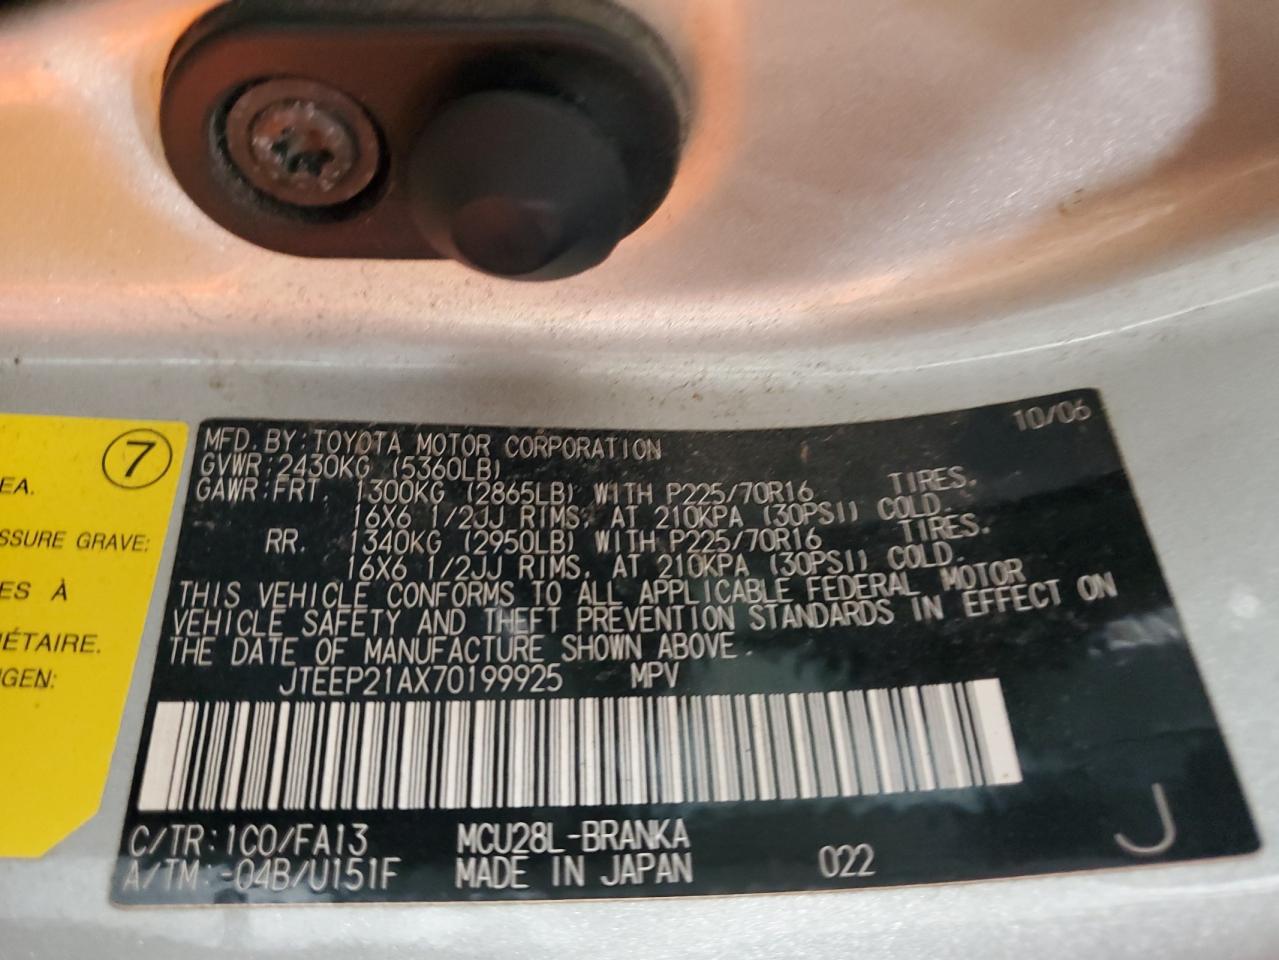 7
EA.
SSURE GRAVE:
ES À
IÉTAIRE.
GEN:
10/06
MFD. BY: TOYOTA MOTOR CORPORATION
GVWR: 2430KG (5360LB)
GAWR: FRT. 1300KG (2865LB) WITH P225/70R16 TIRES.
16X6 1/2JJ RIMS, AT 210KPA (30PSI) COLD.
RR. 1340KG (2950LB) WITH P225/70R16 TIRES.
16X6 1/2JJ RIMS, AT 210KPA (30PSI) COLD.
THIS VEHICLE CONFORMS TO ALL APPLICABLE FEDERAL MOTOR
VEHICLE SAFETY AND THEFT PREVENTION STANDARDS IN EFFECT ON
THE DATE OF MANUFACTURE SHOWN ABOVE.
JTEEP21AX70199925 MPV
C/TR: 1C0/FA13 MCU28L-BRANKA
A/TM: -04B/U151F MADE IN JAPAN 022
J